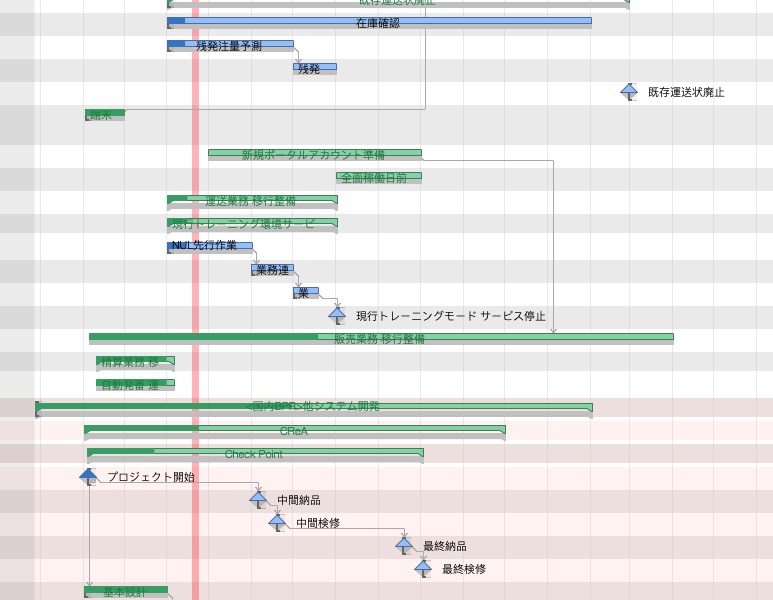 既存運送状廃止
在庫確認
残発注量予測
残発
既存運送状廃止
端末
新規ポータルアカウント準備
全面稼働日前
運送業務 移行整備
現行トレーニング環境サービ
NUL先行作業
業務連
業
現行トレーニングモード サービス停止
販売業務 移行整備
精算業務 移
自動発番 運
<国内BPR>他システム開発
CReA
Check Point
プロジェクト開始
中間納品
中間検修
最終納品
最終検修
基本設計